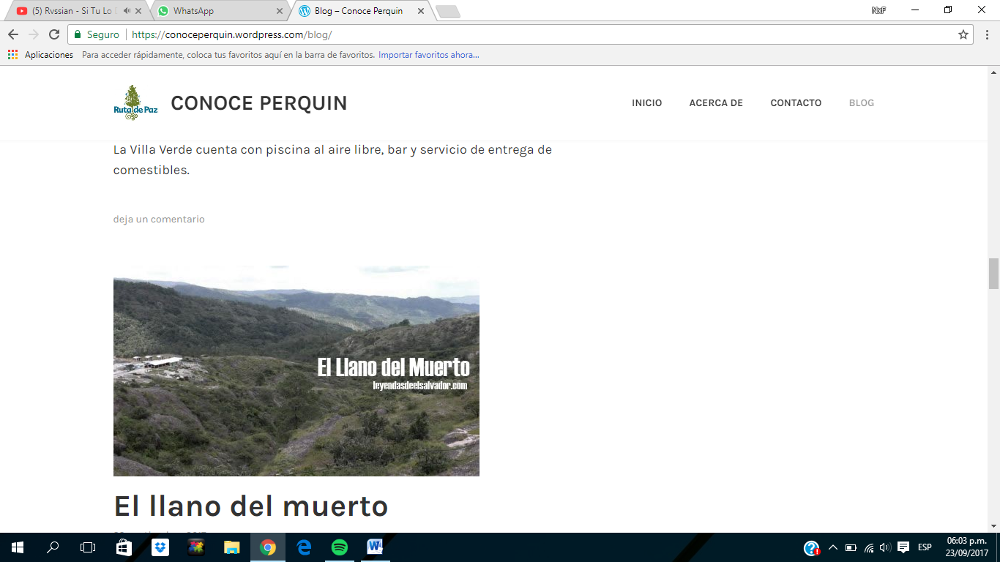 (5) Rvssian - Si Tu Lo
WhatsApp
Blog – Conoce Perquin
NxF
Seguro
https://conoceperquin.wordpress.com/blog/
Aplicaciones
Para acceder rápidamente, coloca tus favoritos aquí en la barra de favoritos. Importar favoritos ahora...
Ruta de Paz
CONOCE PERQUIN
INICIO
ACERCA DE
CONTACTO
BLOG
La Villa Verde cuenta con piscina al aire libre, bar y servicio de entrega de
comestibles.
deja un comentario
El Llano del Muerto
leyendasdeelsalvador.com
El llano del muerto
ESP
06:03 p.m.
23/09/2017